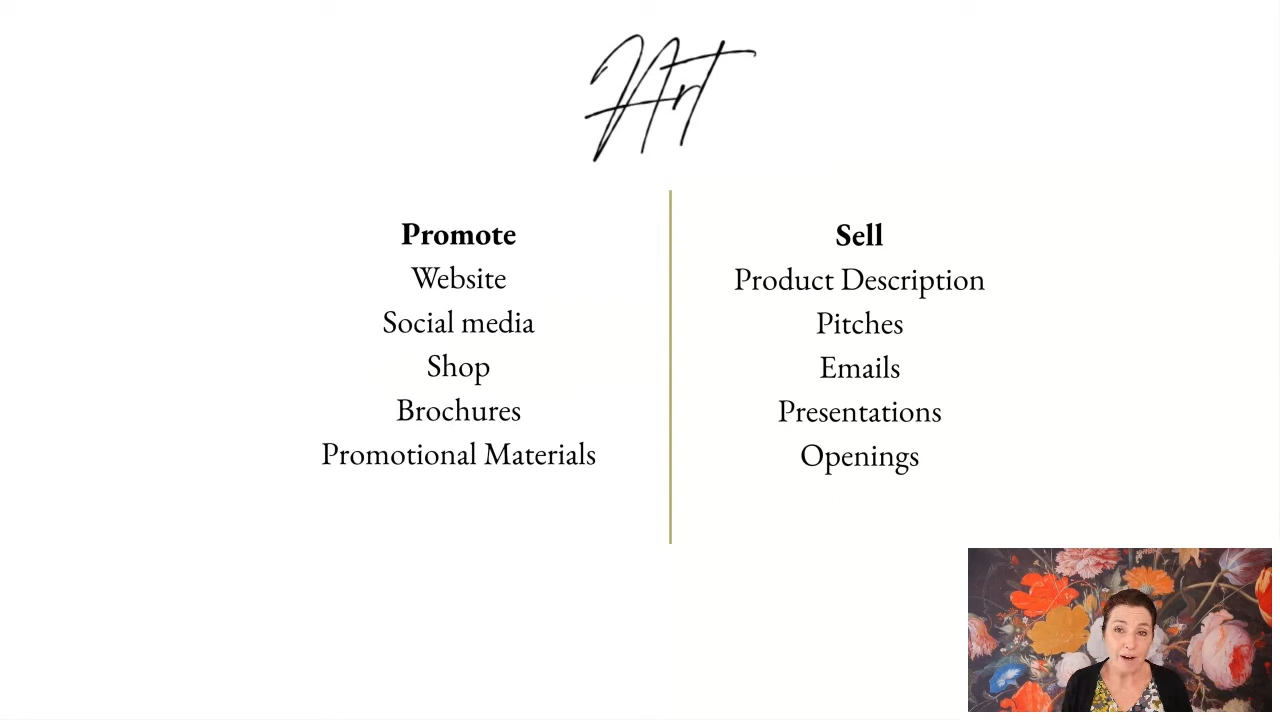 Art
Promote
Website
Social media
Shop
Brochures
Promotional Materials
Sell
Product Description
Pitches
Emails
Presentations
Openings